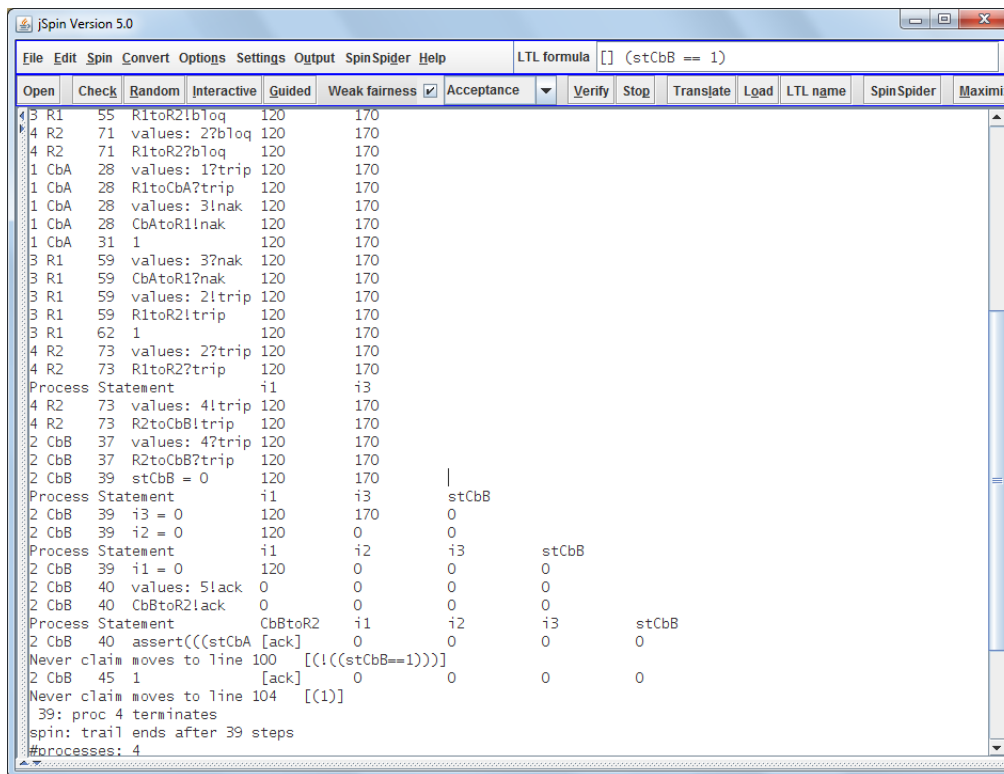 jSpin Version 5.0
File Edit Spin Convert Options Settings Output SpinSpider Help LTL formula [] (stCbB == 1)
Open Check Random Interactive Guided Weak fairness Acceptance Verify Stop Translate Load LTL name SpinSpider Maximi
3 R1 55 R1toR2!bloq 120 170
4 R2 71 values: 2?bloq 120 170
4 R2 71 R1toR2?bloq 120 170
1 CbA 28 values: 1?trip 120 170
1 CbA 28 R1toCbA?trip 120 170
1 CbA 28 values: 3!nak 120 170
1 CbA 28 CbAtoR1!nak 120 170
1 CbA 31 1 120 170
3 R1 59 values: 3?nak 120 170
3 R1 59 CbAtoR1?nak 120 170
3 R1 59 values: 2!trip 120 170
3 R1 59 R1toR2!trip 120 170
3 R1 62 1 120 170
4 R2 73 values: 2?trip 120 170
4 R2 73 R1toR2?trip 120 170
Process Statement i1 i3
4 R2 73 values: 4!trip 120 170
4 R2 73 R2toCbB!trip 120 170
2 CbB 37 values: 4?trip 120 170
2 CbB 37 R2toCbB?trip 120 170
2 CbB 39 stCbB = 0 120 170
Process Statement i1 i3 stCbB
2 CbB 39 i3 = 0 120 170 0
2 CbB 39 i2 = 0 120 0 0
Process Statement i1 i2 i3 stCbB
2 CbB 39 i1 = 0 120 0 0 0
2 CbB 40 values: 5!ack 0 0 0 0
2 CbB 40 CbBtoR2!ack 0 0 0 0
Process Statement CbBtoR2 i1 i2 i3 stCbB
2 CbB 40 assert(((stCbA [ack] 0 0 0 0
Never claim moves to line 100 [(!((stCbB==1)))]
2 CbB 45 1 [ack] 0 0 0 0
Never claim moves to line 104 [(1)]
39: proc 4 terminates
spin: trail ends after 39 steps
#processes: 4